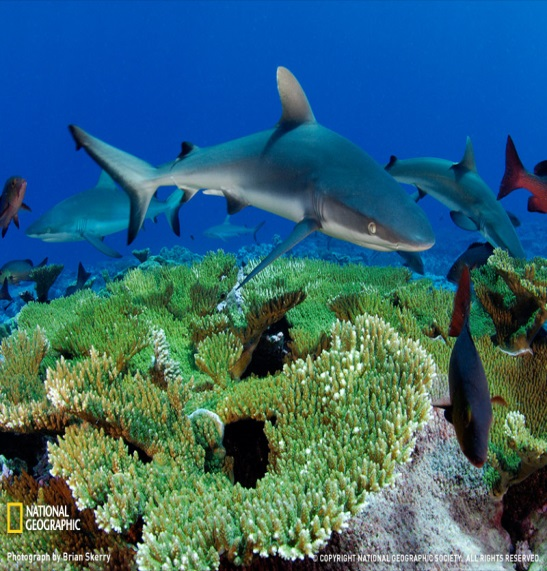 NATIONAL
GEOGRAPHIC
Photograph by Brian Skerry
© COPYRIGHT NATIONAL GEOGRAPHIC SOCIETY. ALL RIGHTS RESERVED.